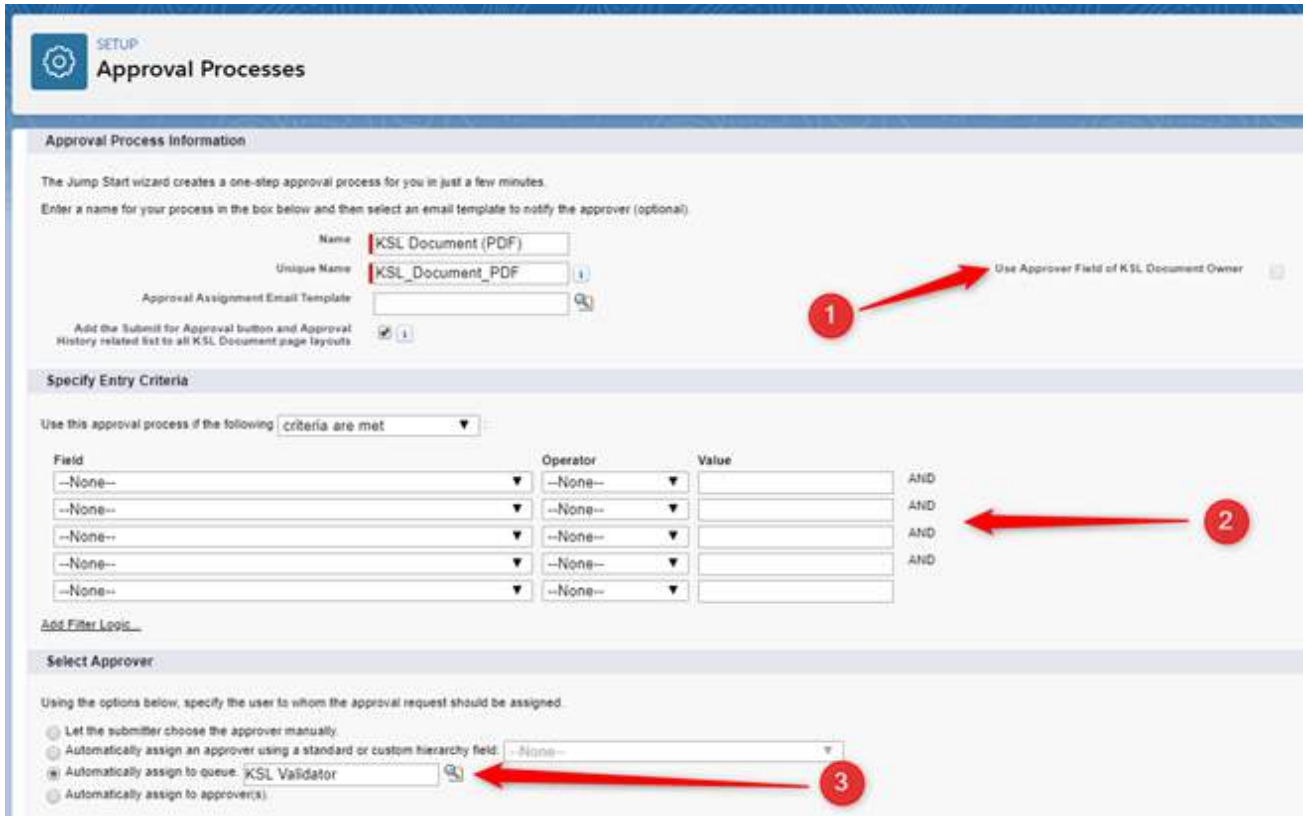 SETUP
Approval Processes
Approval Process Information
The Jump Start wizard creates a one-step approval process for you in just a few minutes.
Enter a name for your process in the box below and then select an email template to notify the approver (optional).
Name KSL Document (PDF)
Unique Name KSL_Document_PDF i
Use Approver Field of KSL Document Owner
1
Approval Assignment Email Template
Add the Submit for Approval button and Approval
History related list to all KSL Document page layouts i
Specify Entry Criteria
Use this approval process if the following criteria are met :
Field Operator Value
--None-- --None-- AND
--None-- --None-- AND
2
--None-- --None-- AND
--None-- --None-- AND
--None-- --None--
Add Filter Logic...
Select Approver
Using the options below, specify the user to whom the approval request should be assigned.
Let the submitter choose the approver manually.
Automatically assign an approver using a standard or custom hierarchy field. --None--
Automatically assign to queue. KSL Validator
3
Automatically assign to approver(s).